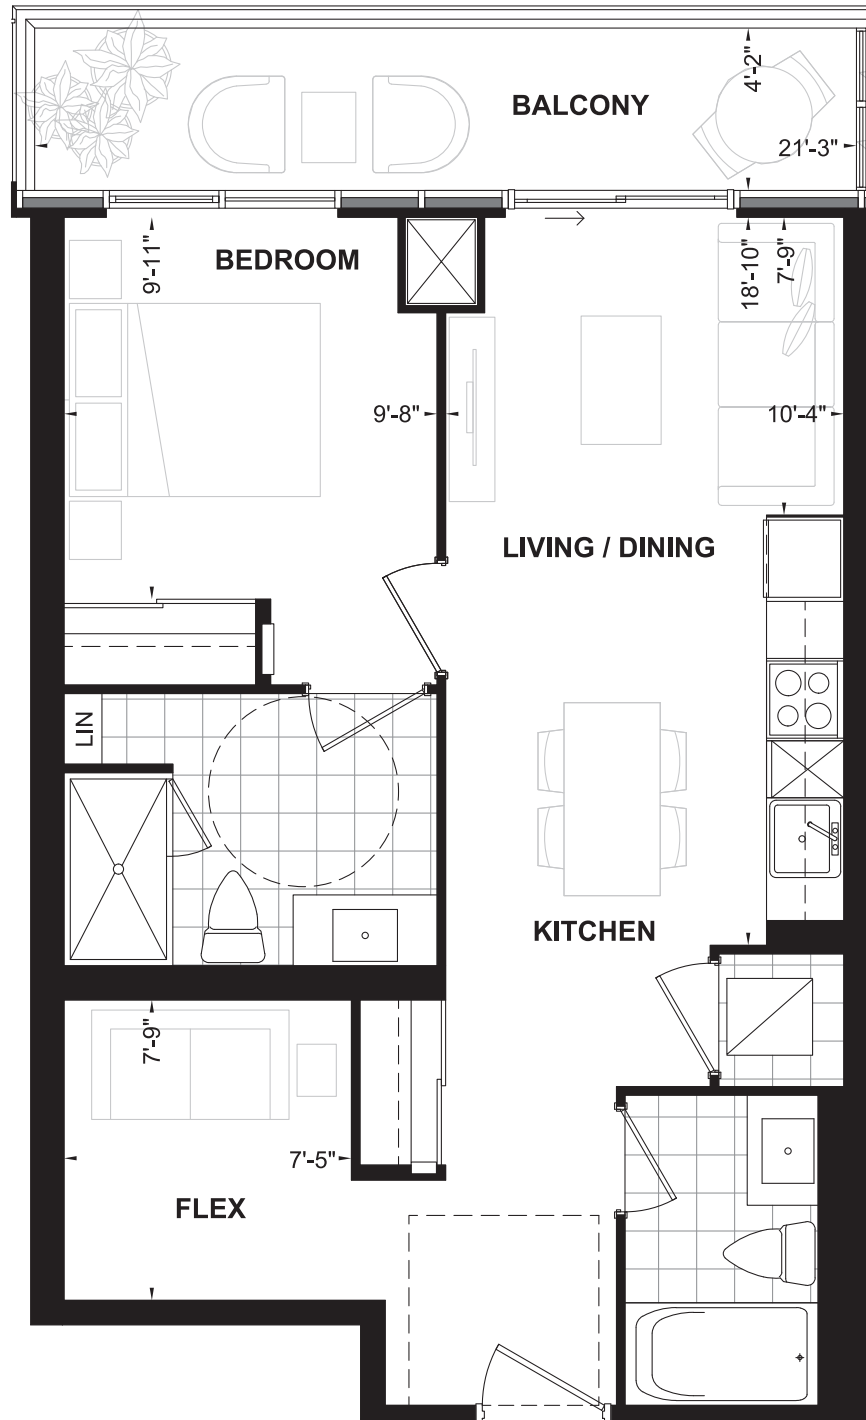 4'-2"
BALCONY
21'-3"
9'-11"
BEDROOM
18'-10"
7'-9"
9'-8"
10'-4"
LIVING / DINING
LIN
KITCHEN
7'-9"
7'-5"
FLEX